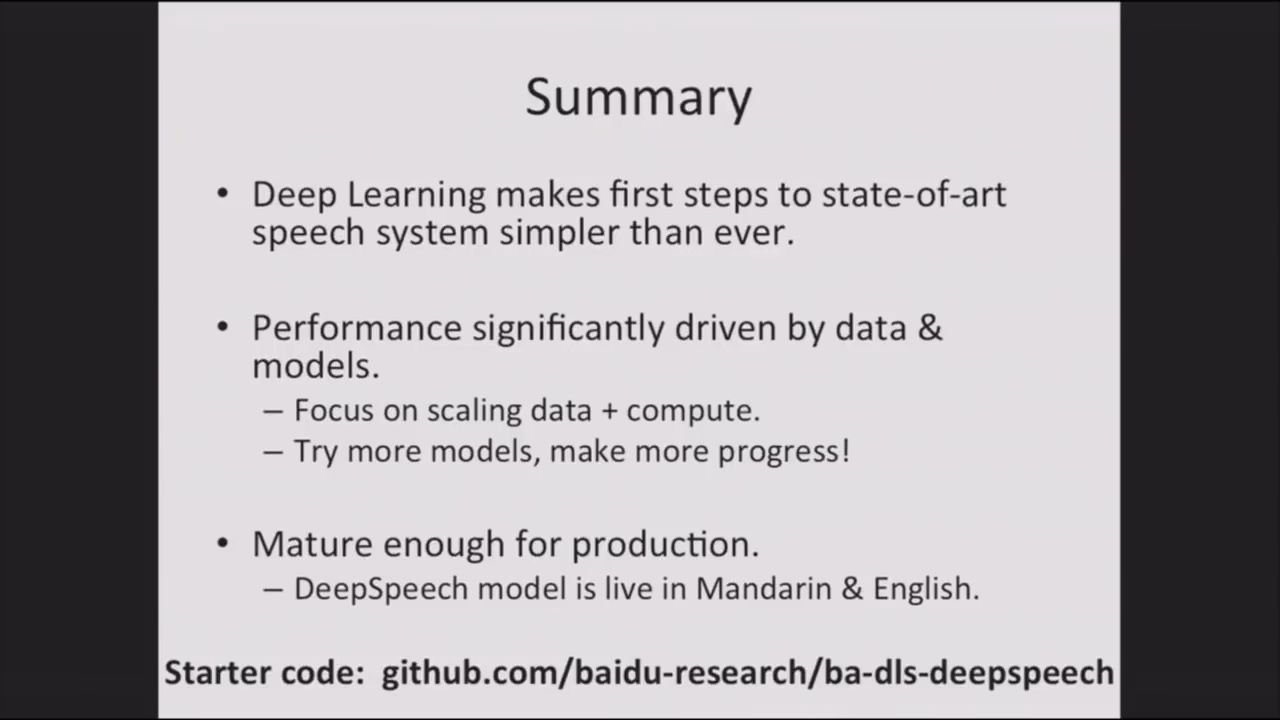 Summary
• Deep Learning makes first steps to state-of-art
speech system simpler than ever.
• Performance significantly driven by data &
models.
– Focus on scaling data + compute.
– Try more models, make more progress!
• Mature enough for production.
– DeepSpeech model is live in Mandarin & English.
Starter code: github.com/baidu-research/ba-dls-deepspeech